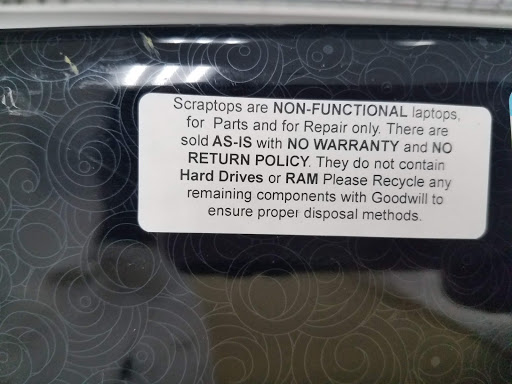 Scraptops are NON-FUNCTIONAL laptops,
for Parts and for Repair only. There are
sold AS-IS with NO WARRANTY and NO
RETURN POLICY. They do not contain
Hard Drives or RAM Please Recycle any
remaining components with Goodwill to
ensure proper disposal methods.